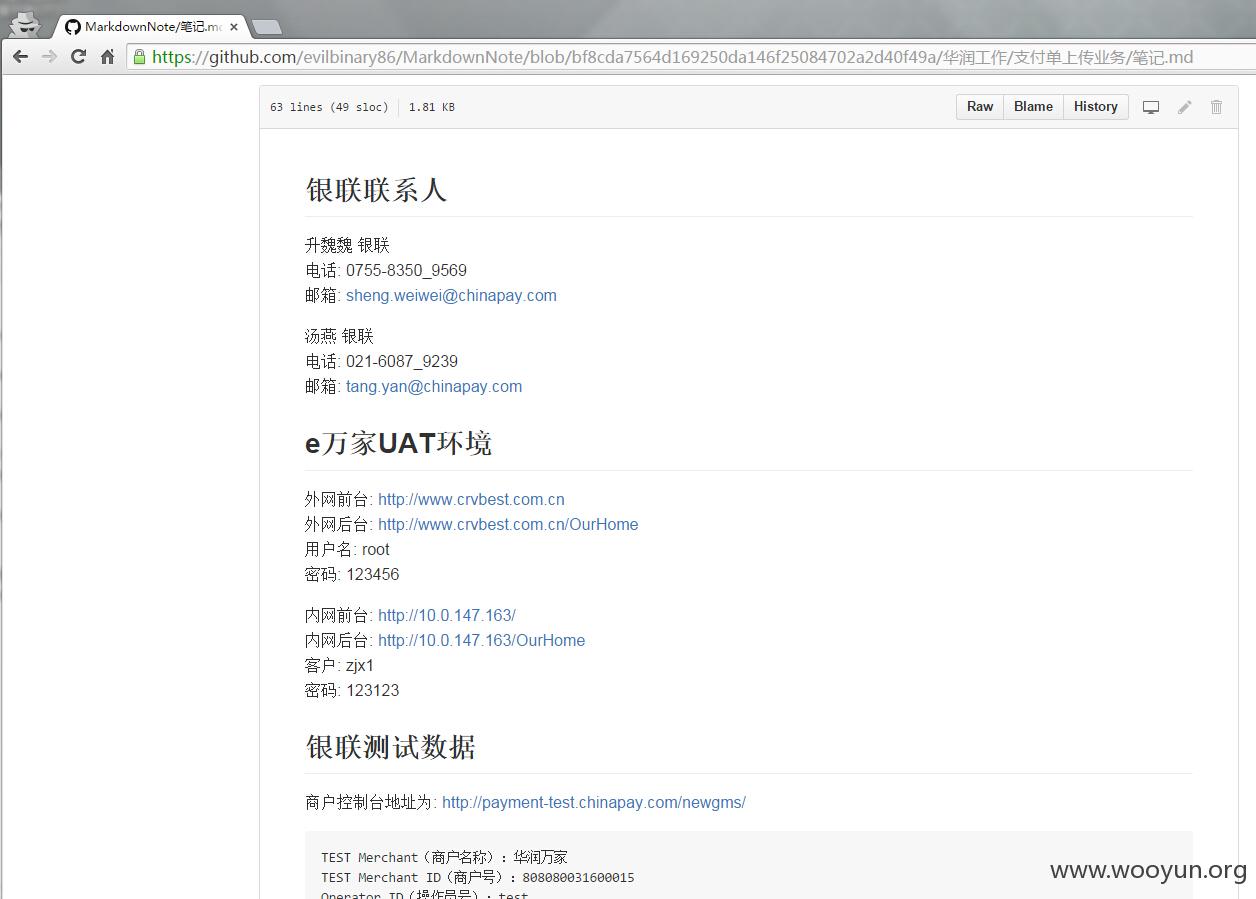 MarkdownNote/笔记.md
https://github.com/evilbinary86/MarkdownNote/blob/bf8cda7564d169250da146f25084702a2d40f49a/华润工作/支付单上传业务/笔记.md
63 lines (49 sloc) 1.81 KB Raw Blame History
银联联系人
升魏魏 银联
电话: 0755-8350_9569
邮箱: sheng.weiwei@chinapay.com
汤燕 银联
电话: 021-6087_9239
邮箱: tang.yan@chinapay.com
e万家UAT环境
外网前台: http://www.crvbest.com.cn
外网后台: http://www.crvbest.com.cn/OurHome
用户名: root
密码: 123456
内网前台: http://10.0.147.163/
内网后台: http://10.0.147.163/OurHome
客户: zjx1
密码: 123123
银联测试数据
商户控制台地址为: http://payment-test.chinapay.com/newgms/
TEST Merchant（商户名称）：华润万家
TEST Merchant ID（商户号）：808080031600015
Operator ID（操作员号）：test
www.wooyun.org